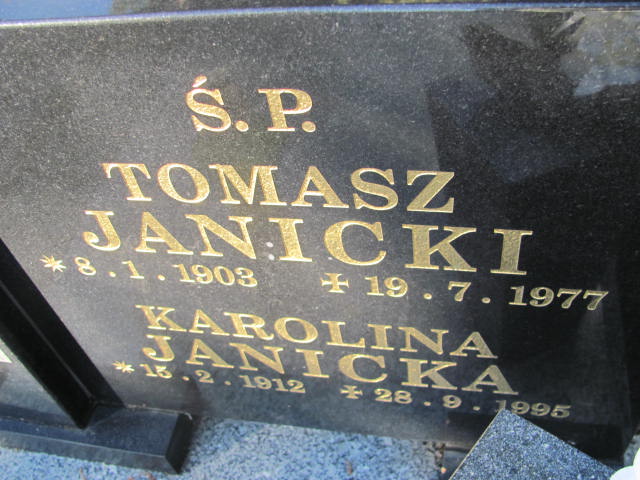 Ś.P.
TOMASZ
JANICKI
* 8.1.1903 ✝ 19.7.1977
KAROLINA
JANICKA
* 15.2.1912 ✝ 28.9.1995